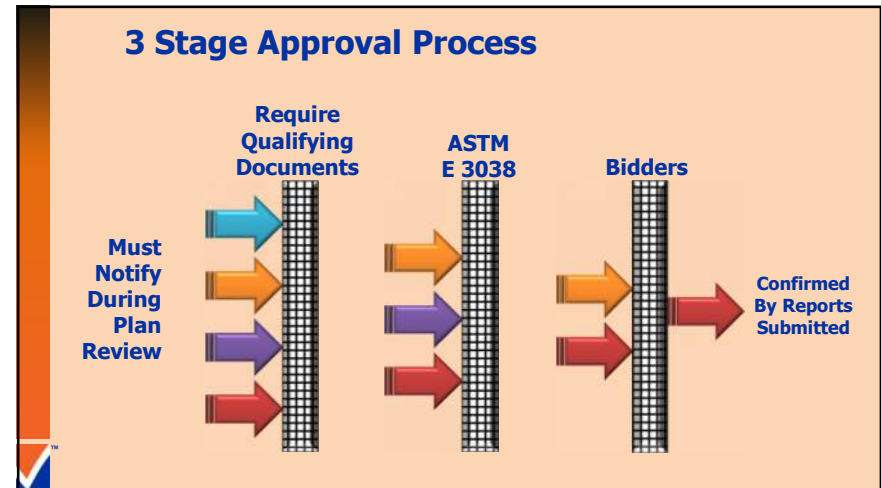 3 Stage Approval Process
Require
Qualifying
Documents
ASTM
E 3038
Bidders
Must
Notify
During
Plan
Review
Confirmed
By Reports
Submitted
™